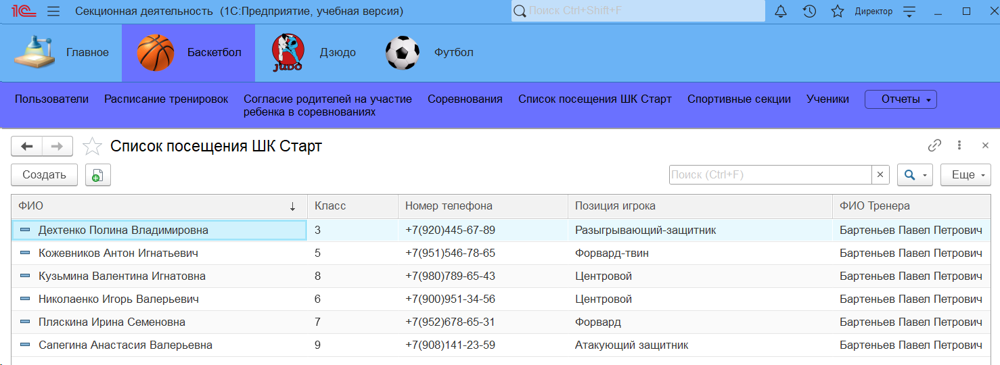 1С Секционная деятельность (1С:Предприятие, учебная версия) Поиск Ctrl+Shift+F Директор
Главное Баскетбол JUDO Дзюдо Футбол
Пользователи Расписание тренировок Согласие родителей на участие ребенка в соревнованиях Соревнования Список посещения ШК Старт Спортивные секции Ученики Отчеты
Список посещения ШК Старт
Создать Поиск (Ctrl+F) Еще
ФИО Класс Номер телефона Позиция игрока ФИО Тренера
Дехтенко Полина Владимировна 3 +7(920)445-67-89 Разыгрывающий-защитник Бартеньев Павел Петрович
Кожевников Антон Игнатьевич 5 +7(951)546-78-65 Форвард-твин Бартеньев Павел Петрович
Кузьмина Валентина Игнатовна 8 +7(980)789-65-43 Центровой Бартеньев Павел Петрович
Николаенко Игорь Валерьевич 6 +7(900)951-34-56 Центровой Бартеньев Павел Петрович
Пляскина Ирина Семеновна 7 +7(952)678-65-31 Форвард Бартеньев Павел Петрович
Сапегина Анастасия Валерьевна 9 +7(908)141-23-59 Атакующий защитник Бартеньев Павел Петрович